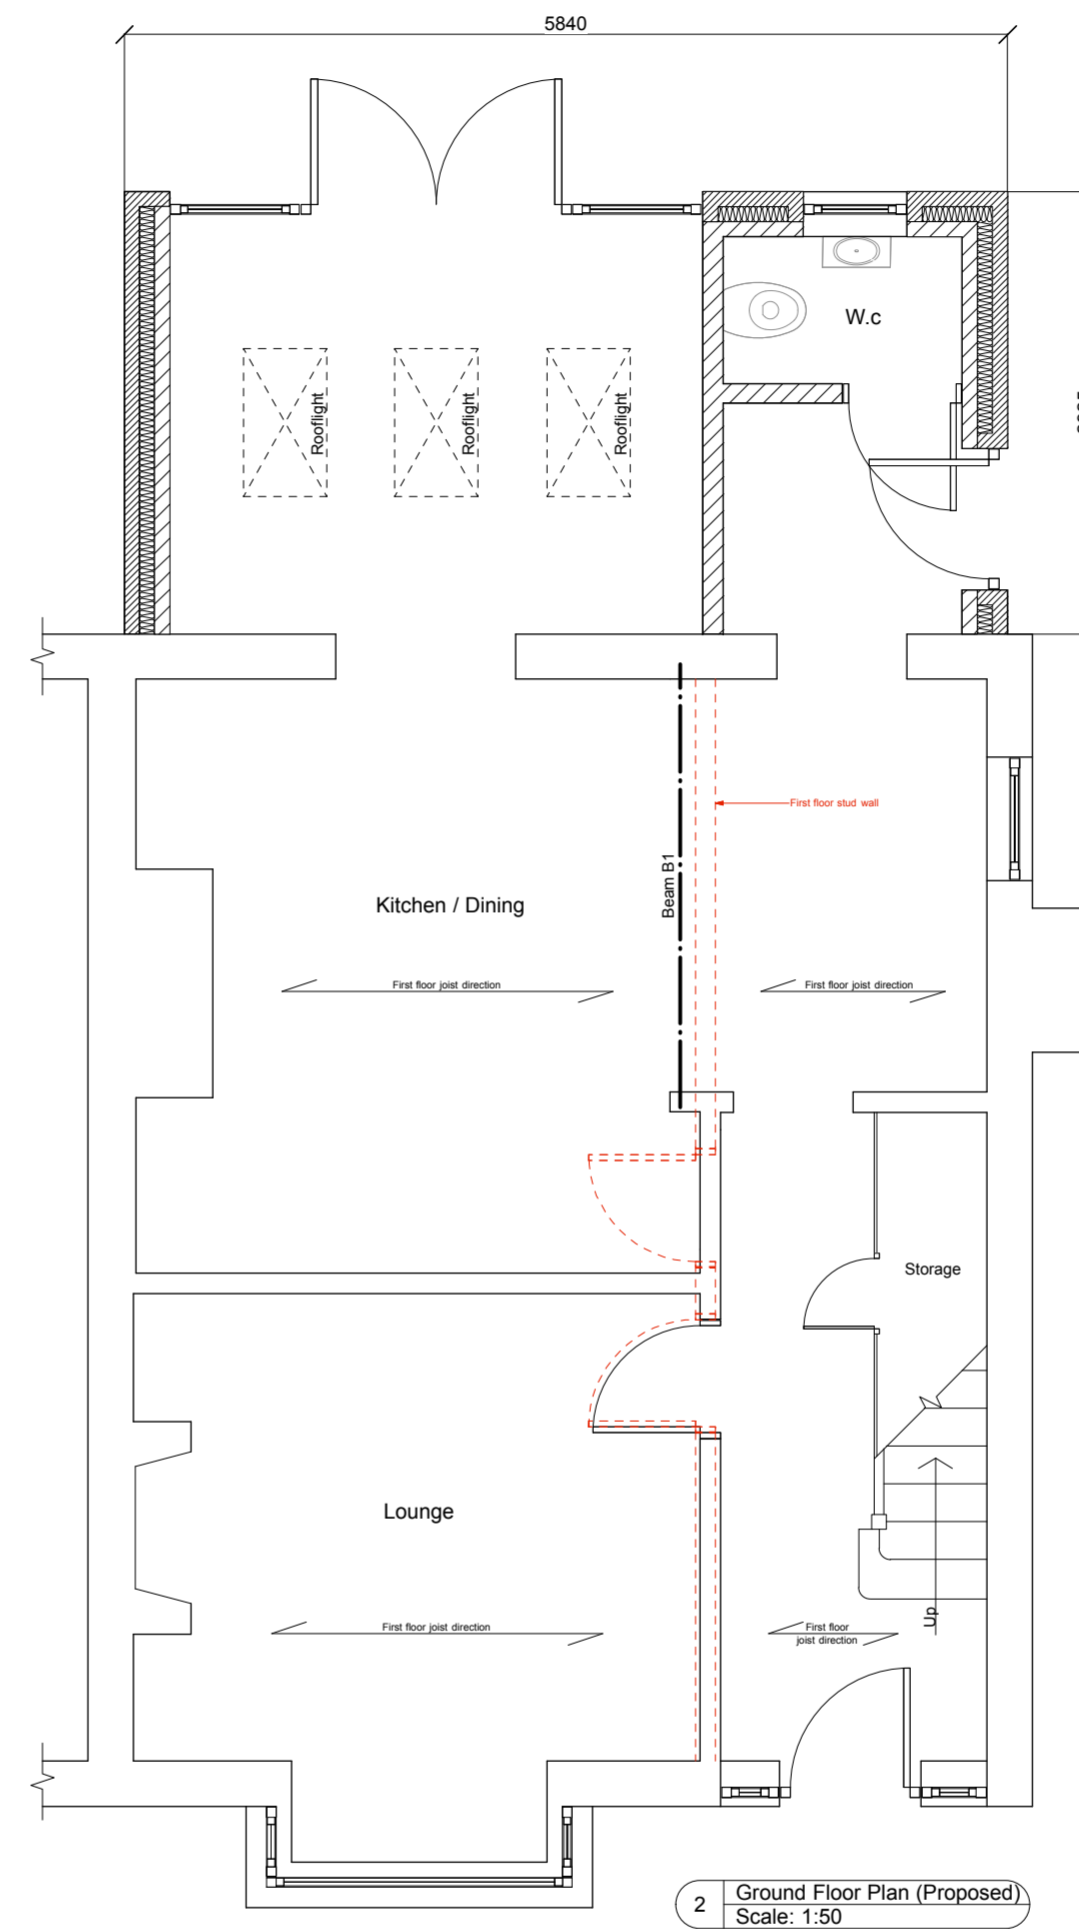 5840
W.c
Rooflight
Rooflight
Rooflight
First floor stud wall
Beam B1
Kitchen / Dining
First floor joist direction
First floor joist direction
Storage
Lounge
Up
First floor joist direction
First floor
joist direction
2
Ground Floor Plan (Proposed)
Scale: 1:50